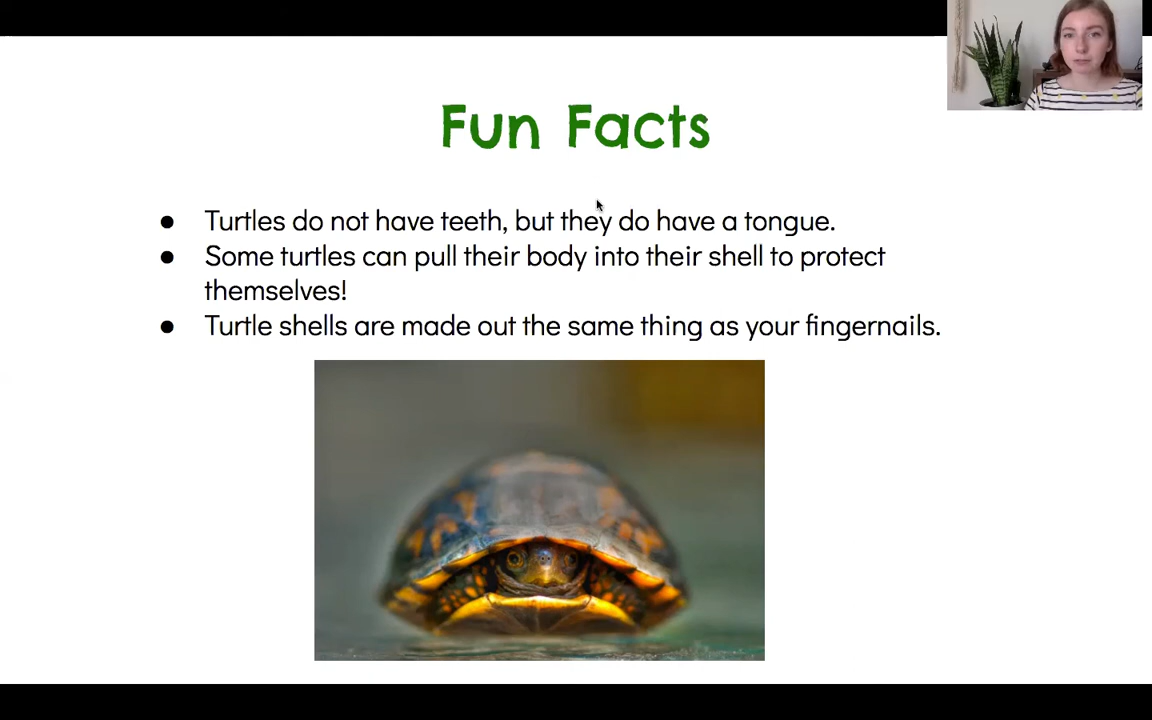 Fun Facts
● Turtles do not have teeth, but they do have a tongue.
● Some turtles can pull their body into their shell to protect
themselves!
● Turtle shells are made out the same thing as your fingernails.